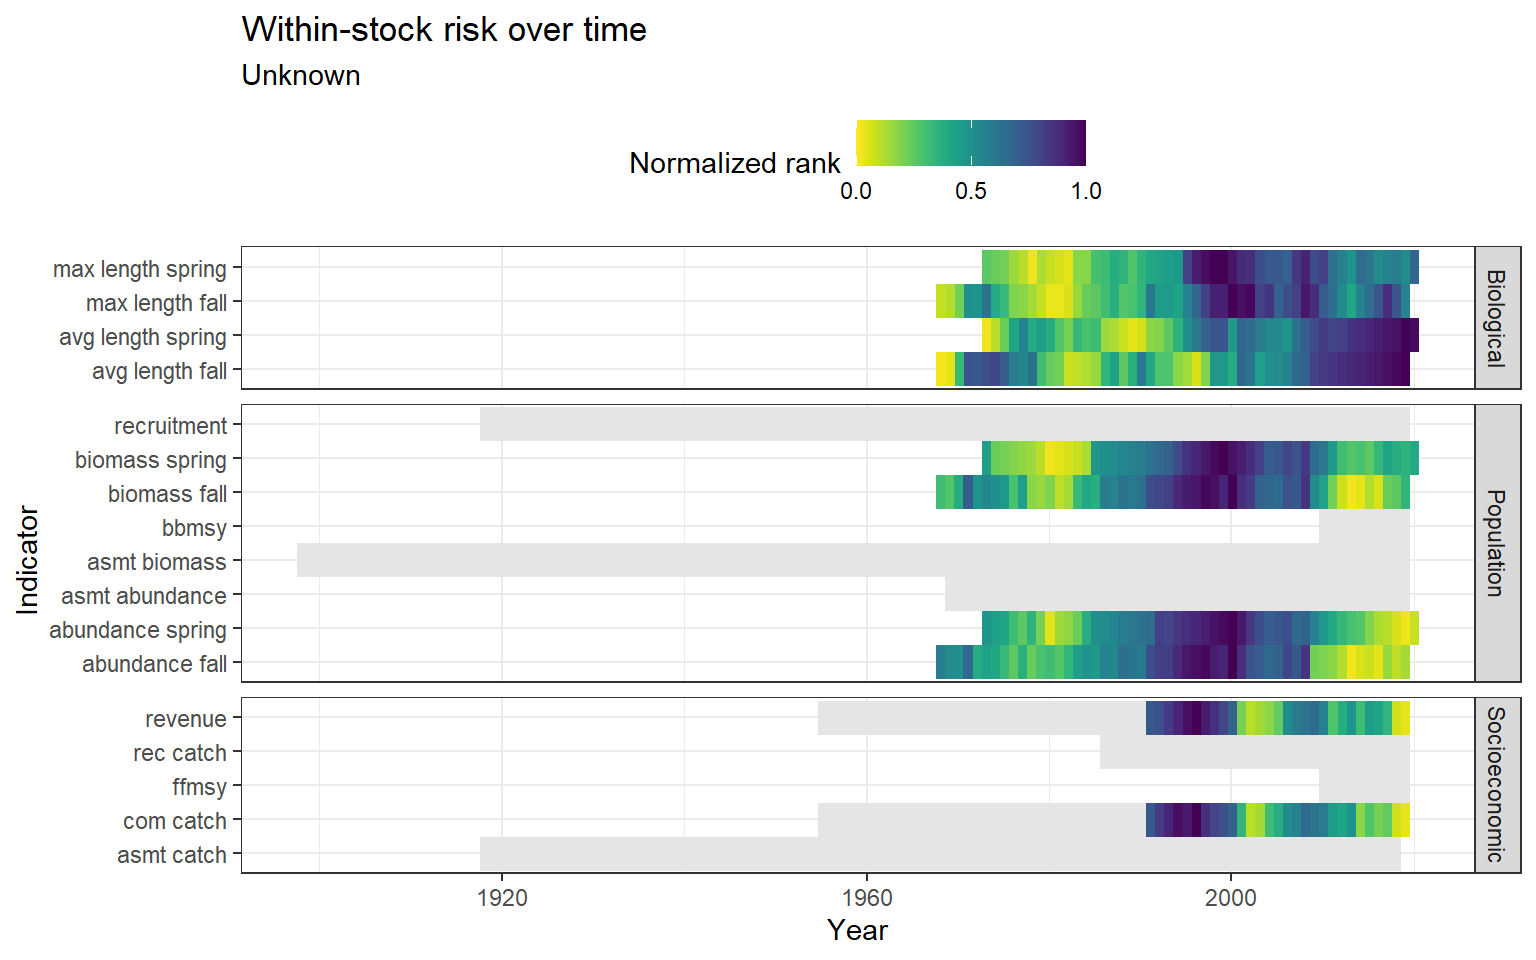 Within-stock risk over time
Unknown
Normalized rank
0.0 0.5 1.0
max length spring
max length fall
avg length spring
avg length fall
Biological
recruitment
biomass spring
biomass fall
bbmsy
asmt biomass
asmt abundance
abundance spring
abundance fall
Population
revenue
rec catch
ffmsy
com catch
asmt catch
Socioeconomic
Indicator
1920 1960 2000
Year